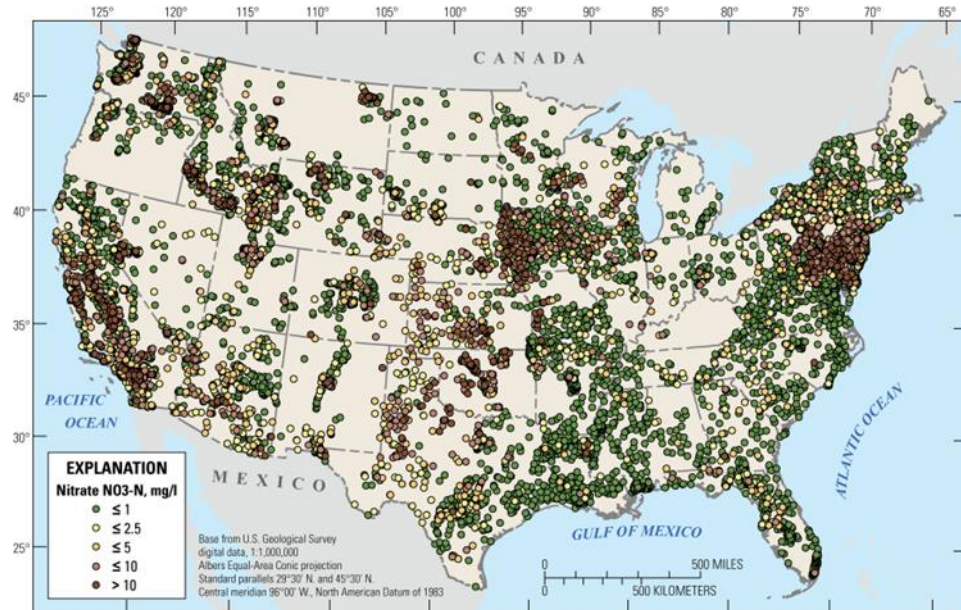 125° 120° 115° 110° 105° 100° 95° 90° 85° 80° 75° 70° 65°
CANADA
45°
40°
35°
30°
25°
PACIFIC
OCEAN
ATLANTIC OCEAN
MEXICO
GULF OF MEXICO
EXPLANATION
Nitrate NO3-N, mg/l
≤ 1
≤ 2.5
≤ 5
≤ 10
> 10
Base from U.S. Geological Survey
digital data, 1:1,000,000
Albers Equal-Area Conic projection
Standard parallels 29°30' N. and 45°30' N.
Central meridian 96°00' W., North American Datum of 1983
0 500 MILES
0 500 KILOMETERS